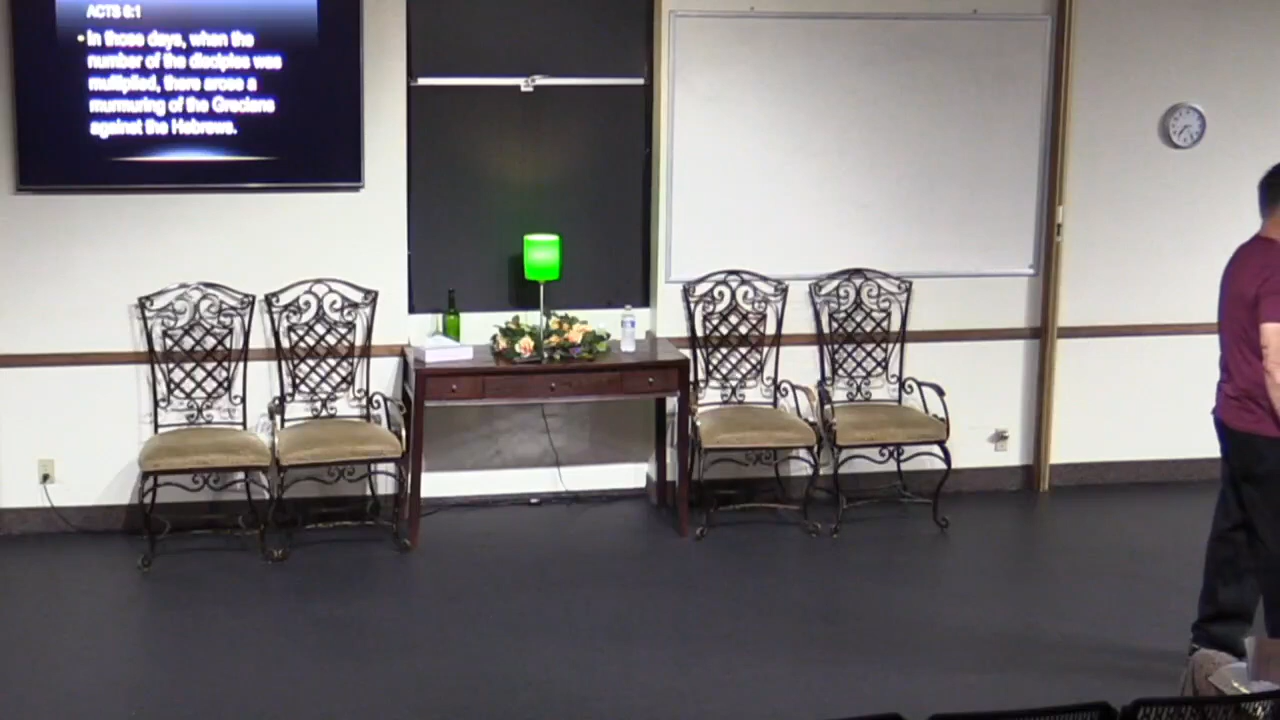 ACTS 6:1
• In those days, when the
number of the disciples was
multiplied, there arose a
murmuring of the Grecians
against the Hebrews.